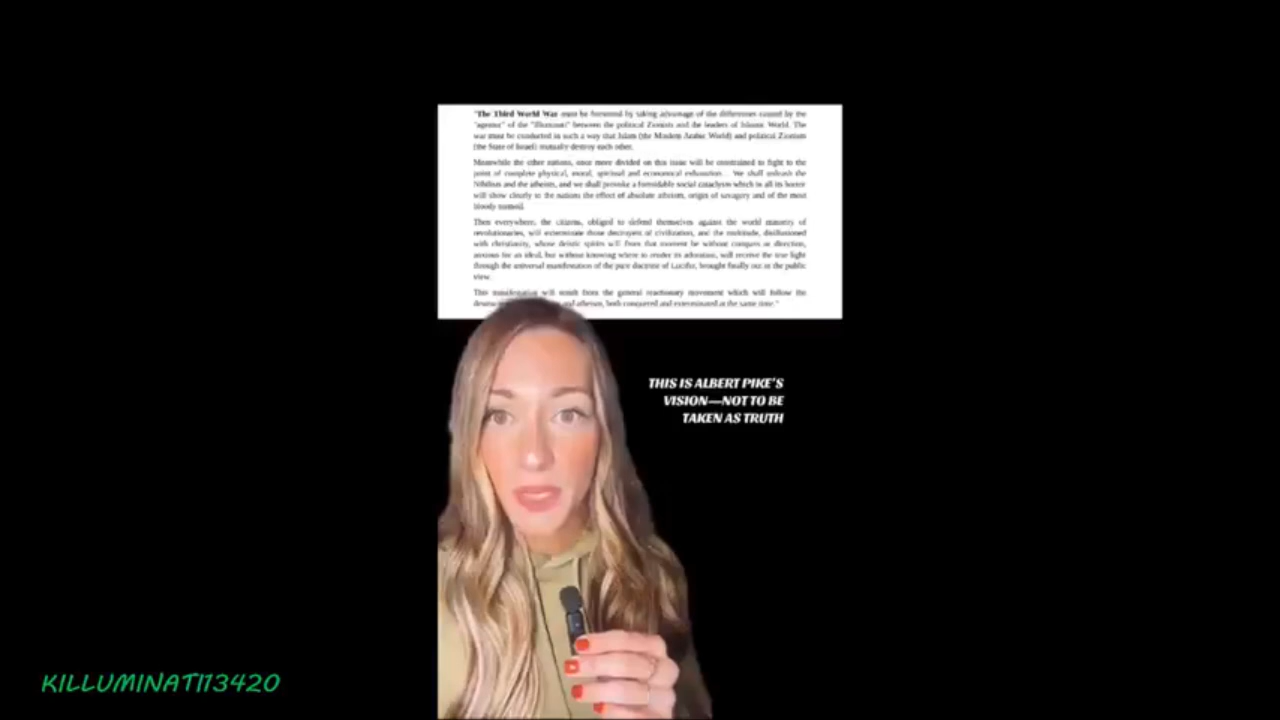 "The Third World War must be fomented by taking advantage of the differences caused by the
"agentur" of the "Illuminati" between the political Zionists and the leaders of Islamic World. The
war must be conducted in such a way that Islam (the Moslem Arabic World) and political Zionism
(the State of Israel) mutually destroy each other.
Meanwhile the other nations, once more divided on this issue will be constrained to fight to the
point of complete physical, moral, spiritual and economical exhaustion... We shall unleash the
Nihilists and the atheists, and we shall provoke a formidable social cataclysm which in all its horror
will show clearly to the nations the effect of absolute atheism, origin of savagery and of the most
bloody turmoil.
Then everywhere, the citizens, obliged to defend themselves against the world minority of
revolutionaries, will exterminate those destroyers of civilization, and the multitude, disillusioned
with christianity, whose deistic spirits will from that moment be without compass or direction,
anxious for an ideal, but without knowing where to render its adoration, will receive the true light
through the universal manifestation of the pure doctrine of Lucifer, brought finally out in the public
view.
This manifestation will result from the general reactionary movement which will follow the
and atheism, both conquered and exterminated at the same time."
THIS IS ALBERT PIKE'S
VISION—NOT TO BE
TAKEN AS TRUTH
KILLUMINATI13420